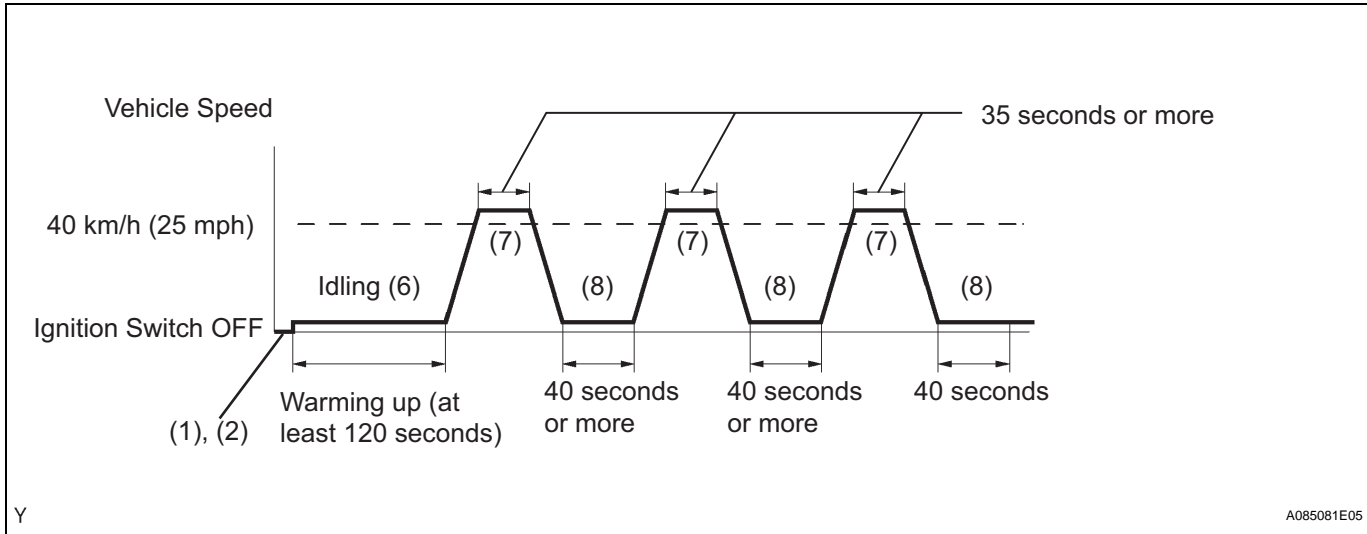 Vehicle Speed
35 seconds or more
40 km/h (25 mph)
(7)
(7)
(7)
Idling (6)
(8)
(8)
(8)
Ignition Switch OFF
Warming up (at
least 120 seconds)
40 seconds
or more
40 seconds
or more
40 seconds
(1), (2)
Y
A085081E05